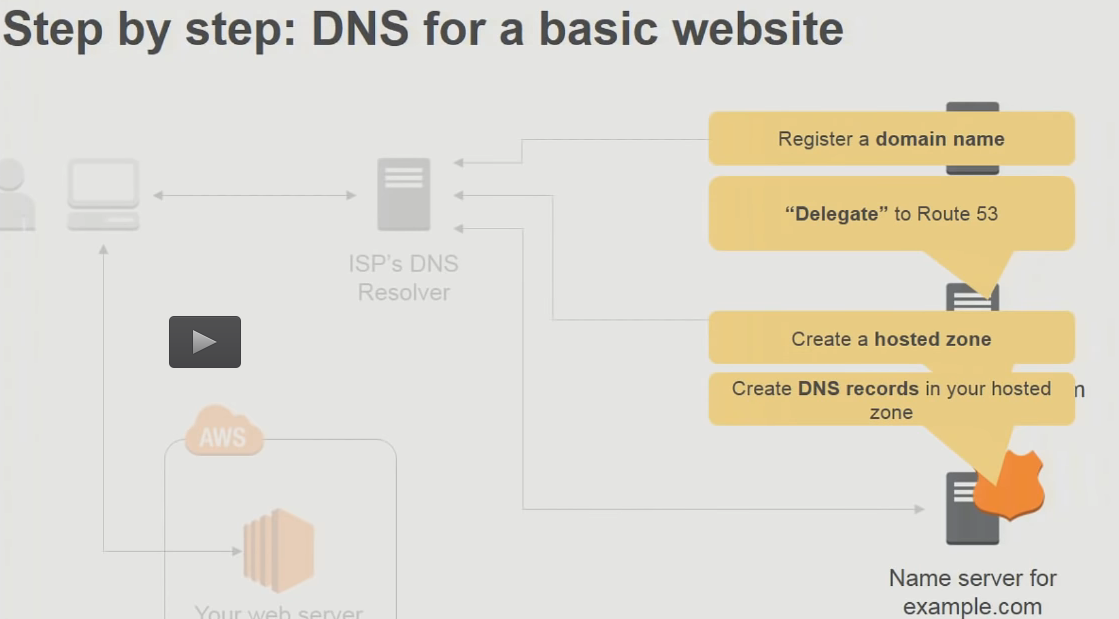 Step by step: DNS for a basic website
Register a domain name
“Delegate” to Route 53
ISP’s DNS
Resolver
Create a hosted zone
Create DNS records in your hosted
zone
m
AWS
Your web server
Name server for
example.com